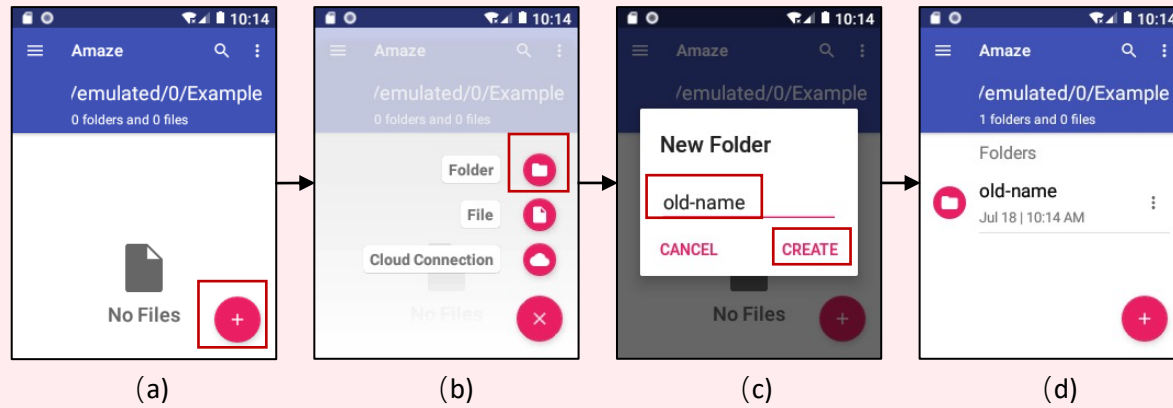 10:14
Amaze
/emulated/0/Example
0 folders and 0 files
No Files
(a)
10:14
Amaze
/emulated/0/Example
0 folders and 0 files
Folder
File
Cloud Connection
No Files
(b)
10:14
Amaze
/emulated/0/Example
New Folder
old-name
CANCEL
CREATE
No Files
(c)
10:14
Amaze
/emulated/0/Example
1 folders and 0 files
Folders
old-name
Jul 18 | 10:14 AM
(d)